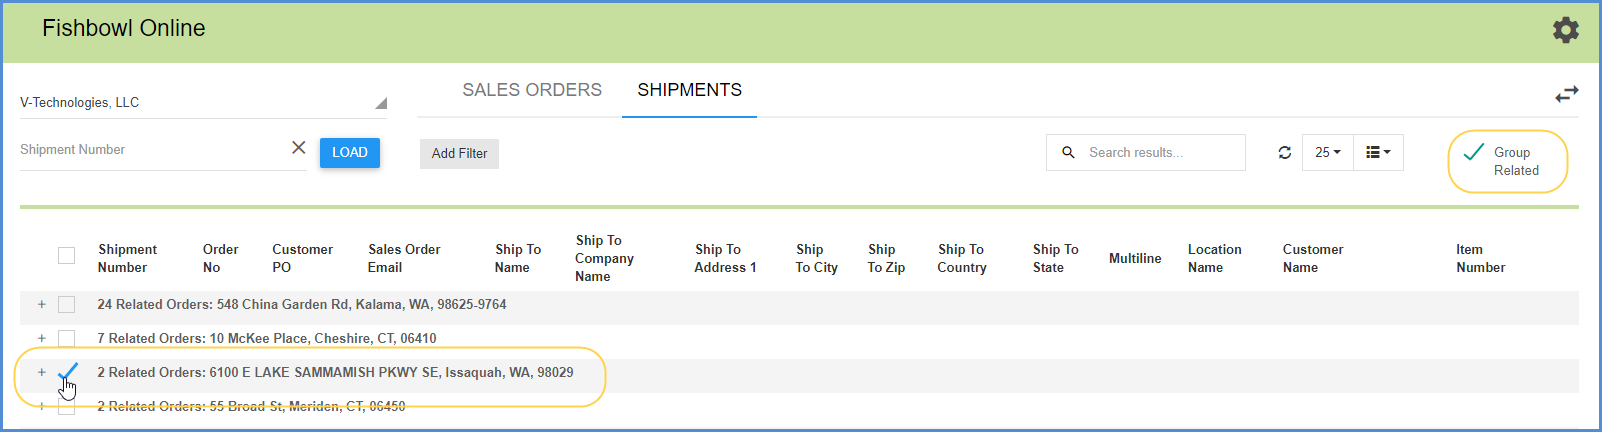 Fishbowl Online
V-Technologies, LLC
SALES ORDERS
SHIPMENTS
Shipment Number
LOAD
Add Filter
Search results...
25
Group
Related
Shipment
Number
Order
No
Customer
PO
Sales Order
Email
Ship To
Name
Ship To
Company
Name
Ship To
Address 1
Ship
To City
Ship
To Zip
Ship To
Country
Ship To
State
Multiline
Location
Name
Customer
Name
Item
Number
+ 24 Related Orders: 548 China Garden Rd, Kalama, WA, 98625-9764
+ 7 Related Orders: 10 McKee Place, Cheshire, CT, 06410
+ 2 Related Orders: 6100 E LAKE SAMMAMISH PKWY SE, Issaquah, WA, 98029
+ 2 Related Orders: 55 Broad St, Meriden, CT, 06450